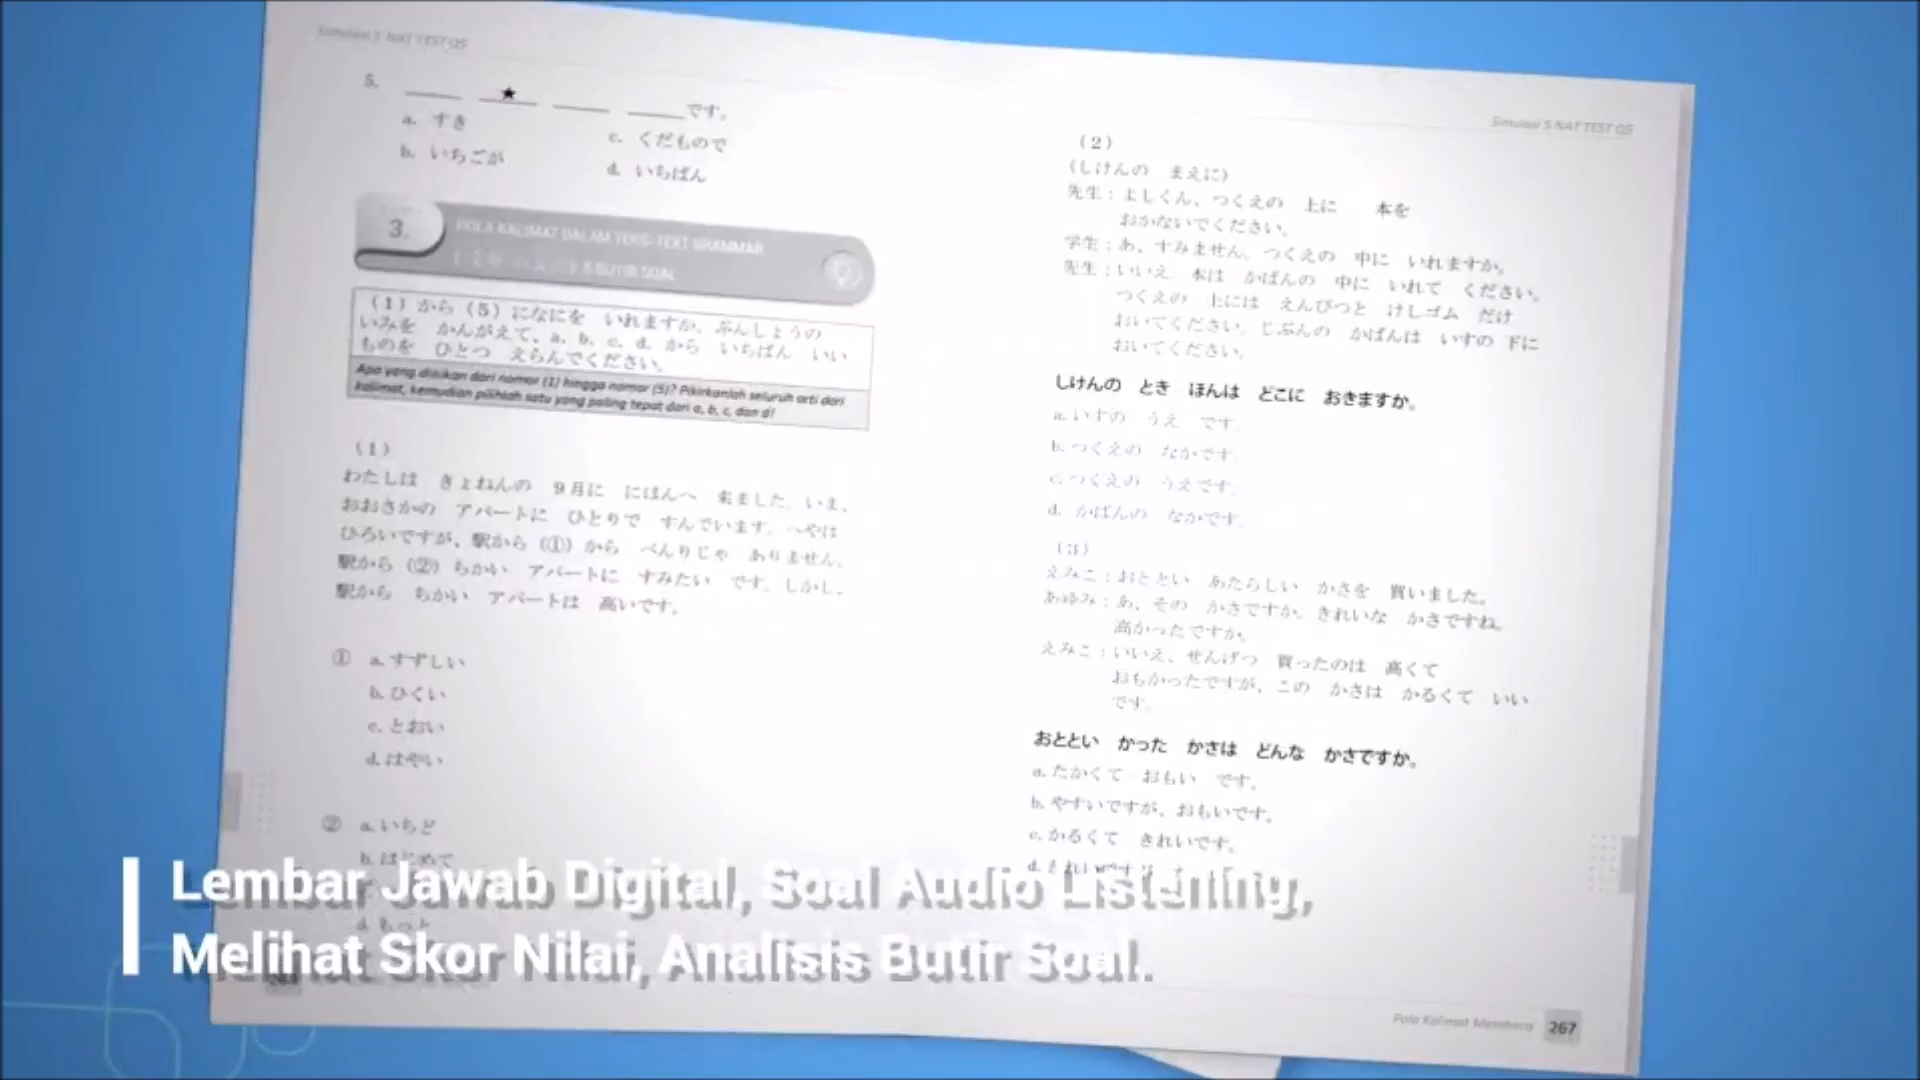 Simulasi 5 NAT TEST Q5
5. ____ __★__ ____ ____です。
a. すき
b. いちごが
c. くだもので
d. いちばん
3.
POLA KALIMAT DALAM TEKS-TEXT GRAMMAR
5 BUTIR SOAL
(1)から(5)になにを いれますか。ぶんしょうの
いみを かんがえて、a、b、c、d、から いちばん いい
ものを ひとつ えらんでください。
Apa yang diisikan dari nomor (1) hingga nomor (5)? Pikirkanlah seluruh arti dari
kalimat, kemudian pilihlah satu yang paling tepat dari a, b, c, dan d!
(1)
わたしは きょねんの 9月に にほんへ 来ました。いま、
おおさかの アパートに ひとりで すんでいます。へやは
ひろいですが、駅から(①)から べんりじゃ ありません。
駅から(②)ちかい アパートに すみたい です。しかし、
駅から ちかい アパートは 高いです。
① a. すずしい
b. ひくい
c. とおい
d. はやい
② a. いちど
b. はじめて
d. もっと
Simulasi 5 NAT TEST Q5
(2)
(しけんの まえに)
先生:よしくん、つくえの 上に 本を
おかないでください。
学生:あ、すみません。つくえの 中に いれますか。
先生:いいえ、本は かばんの 中に いれて ください。
つくえの 上には えんぴつと けしゴム だけ
おいてください。じぶんの かばんは いすの 下に
おいてください。
しけんの とき ほんは どこに おきますか。
a. いすの うえ です。
b. つくえの なかです。
c. つくえの うえです。
d. かばんの なかです。
(3)
えみこ:おととい あたらしい かさを 買いました。
あゆみ:あ、その かさですか。きれいな かさですね。
高かったですか。
えみこ:いいえ、せんげつ 買ったのは 高くて
おもかったですが、この かさは かるくて いい
です。
おととい かった かさは どんな かさですか。
a. たかくて おもい です。
b. やすいですが、おもいです。
c. かるくて きれいです。
Pola Kalimat Membaca 267
Lembar Jawab Digital, Soal Audio Listening,
Melihat Skor Nilai, Analisis Butir Soal.